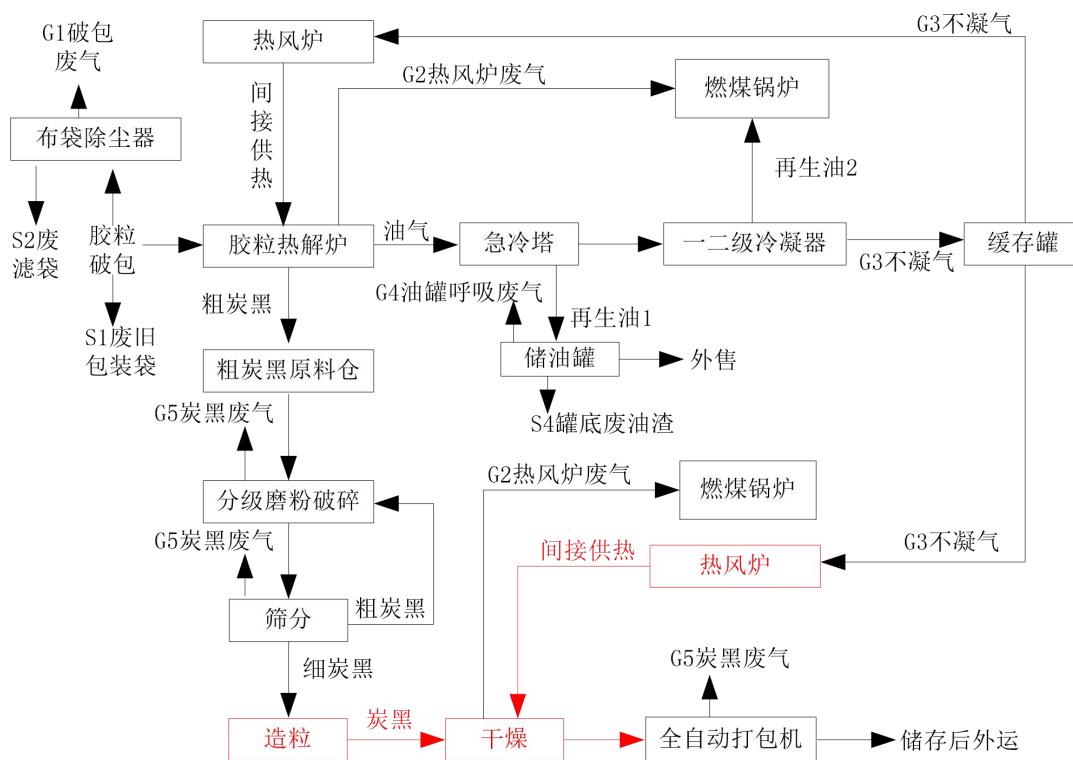 G1破包
废气
热风炉
G3不凝气
G2热风炉废气
燃煤锅炉
布袋除尘器
间
接
供
热
再生油2
S2废
滤袋
胶粒
破包
胶粒热解炉
油气
急冷塔
一二级冷凝器
G3不凝气
缓存罐
粗炭黑
G4油罐呼吸废气
再生油1
S1废旧
包装袋
粗炭黑原料仓
储油罐
外售
G5炭黑废气
S4罐底废油渣
G2热风炉废气
燃煤锅炉
分级磨粉破碎
G5炭黑废气
间接供热
热风炉
G3不凝气
筛分
粗炭黑
细炭黑
G5炭黑废气
造粒
炭黑
干燥
全自动打包机
储存后外运